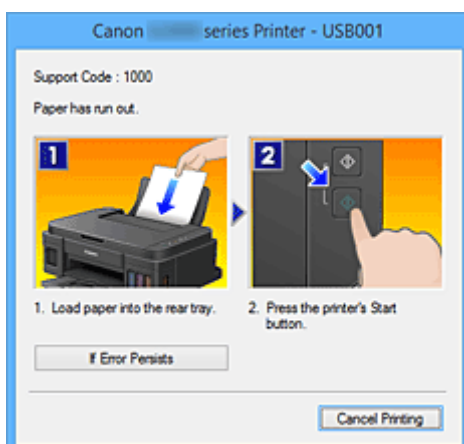 Canon series Printer - USB001
Support Code : 1000
Paper has run out.
1
2
1. Load paper into the rear tray.
2. Press the printer's Start
button.
If Error Persists
Cancel Printing